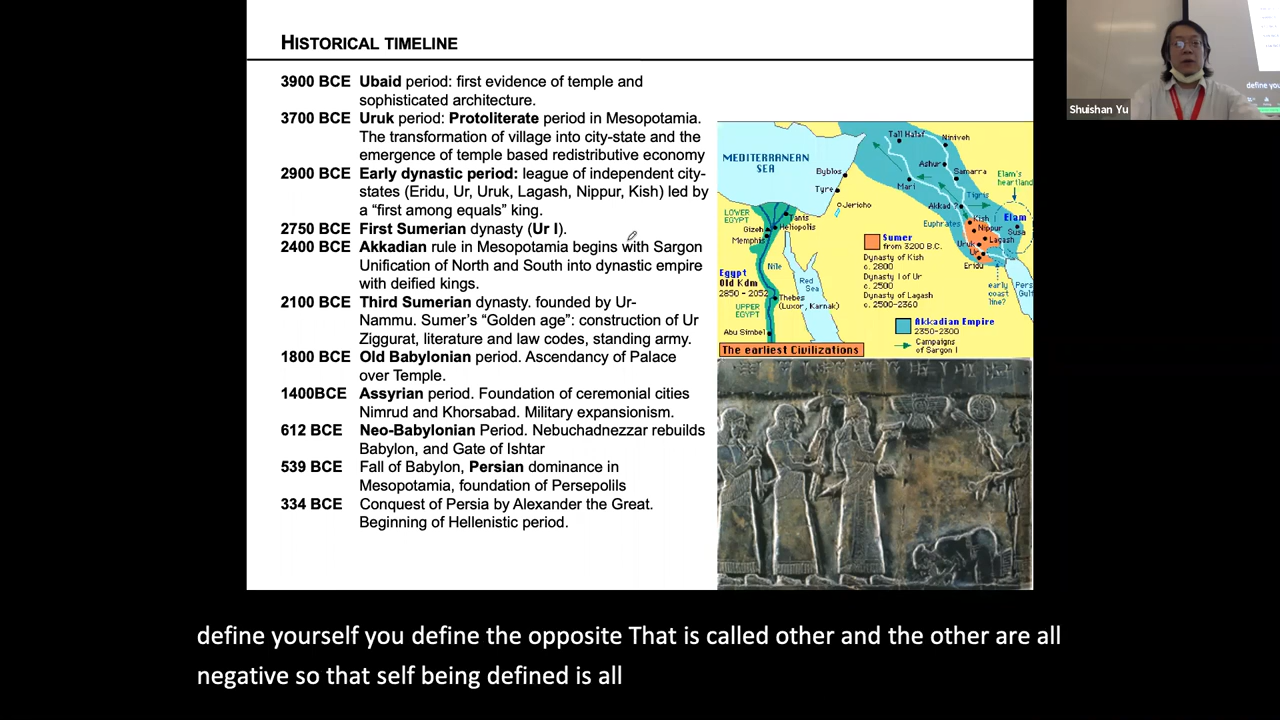 HISTORICAL TIMELINE
3900 BCE Ubaid period: first evidence of temple and
sophisticated architecture.
3700 BCE Uruk period: Protoliterate period in Mesopotamia.
The transformation of village into city-state and the
emergence of temple based redistributive economy
2900 BCE Early dynastic period: league of independent city-
states (Eridu, Ur, Uruk, Lagash, Nippur, Kish) led by
a “first among equals” king.
2750 BCE First Sumerian dynasty (Ur I).
2400 BCE Akkadian rule in Mesopotamia begins with Sargon
Unification of North and South into dynastic empire
with deified kings.
2100 BCE Third Sumerian dynasty. founded by Ur-
Nammu. Sumer’s “Golden age”: construction of Ur
Ziggurat, literature and law codes, standing army.
1800 BCE Old Babylonian period. Ascendancy of Palace
over Temple.
1400BCE Assyrian period. Foundation of ceremonial cities
Nimrud and Khorsabad. Military expansionism.
612 BCE Neo-Babylonian Period. Nebuchadnezzar rebuilds
Babylon, and Gate of Ishtar
539 BCE Fall of Babylon, Persian dominance in
Mesopotamia, foundation of Persepolils
334 BCE Conquest of Persia by Alexander the Great.
Beginning of Hellenistic period.
Tall Halaf
Niniveh
MEDITERRANEAN
SEA
Ashur
Samarra
Byblos
Mari
Tyre
Elam's
heartland
Tigris
Jericho
Akkad ?
Euphrates
Kish
Elam
Nippur
Susa
LOWER
EGYPT
Tanis
Gizeh
Heliopolis
Memphis
Uruk
Lagash
Ur
Eridu
Sumer
from 3200 B.C.
Dynasty of Kish
c. 2800
Dynasty I of Ur
c. 2500
Dynasty of Lagash
c. 2500-2360
Nile
Red
Sea
Egypt
Old Kdm
2850 - 2052
early
coast
line?
Pers
Gulf
Thebes
(Luxor, Karnak)
UPPER
EGYPT
Abu Simbel
Akkadian Empire
2350-2300
Campaigns
of Sargon I
The earliest Civilizations
Shuishan Yu
define you
define yourself you define the opposite That is called other and the other are all
negative so that self being defined is all